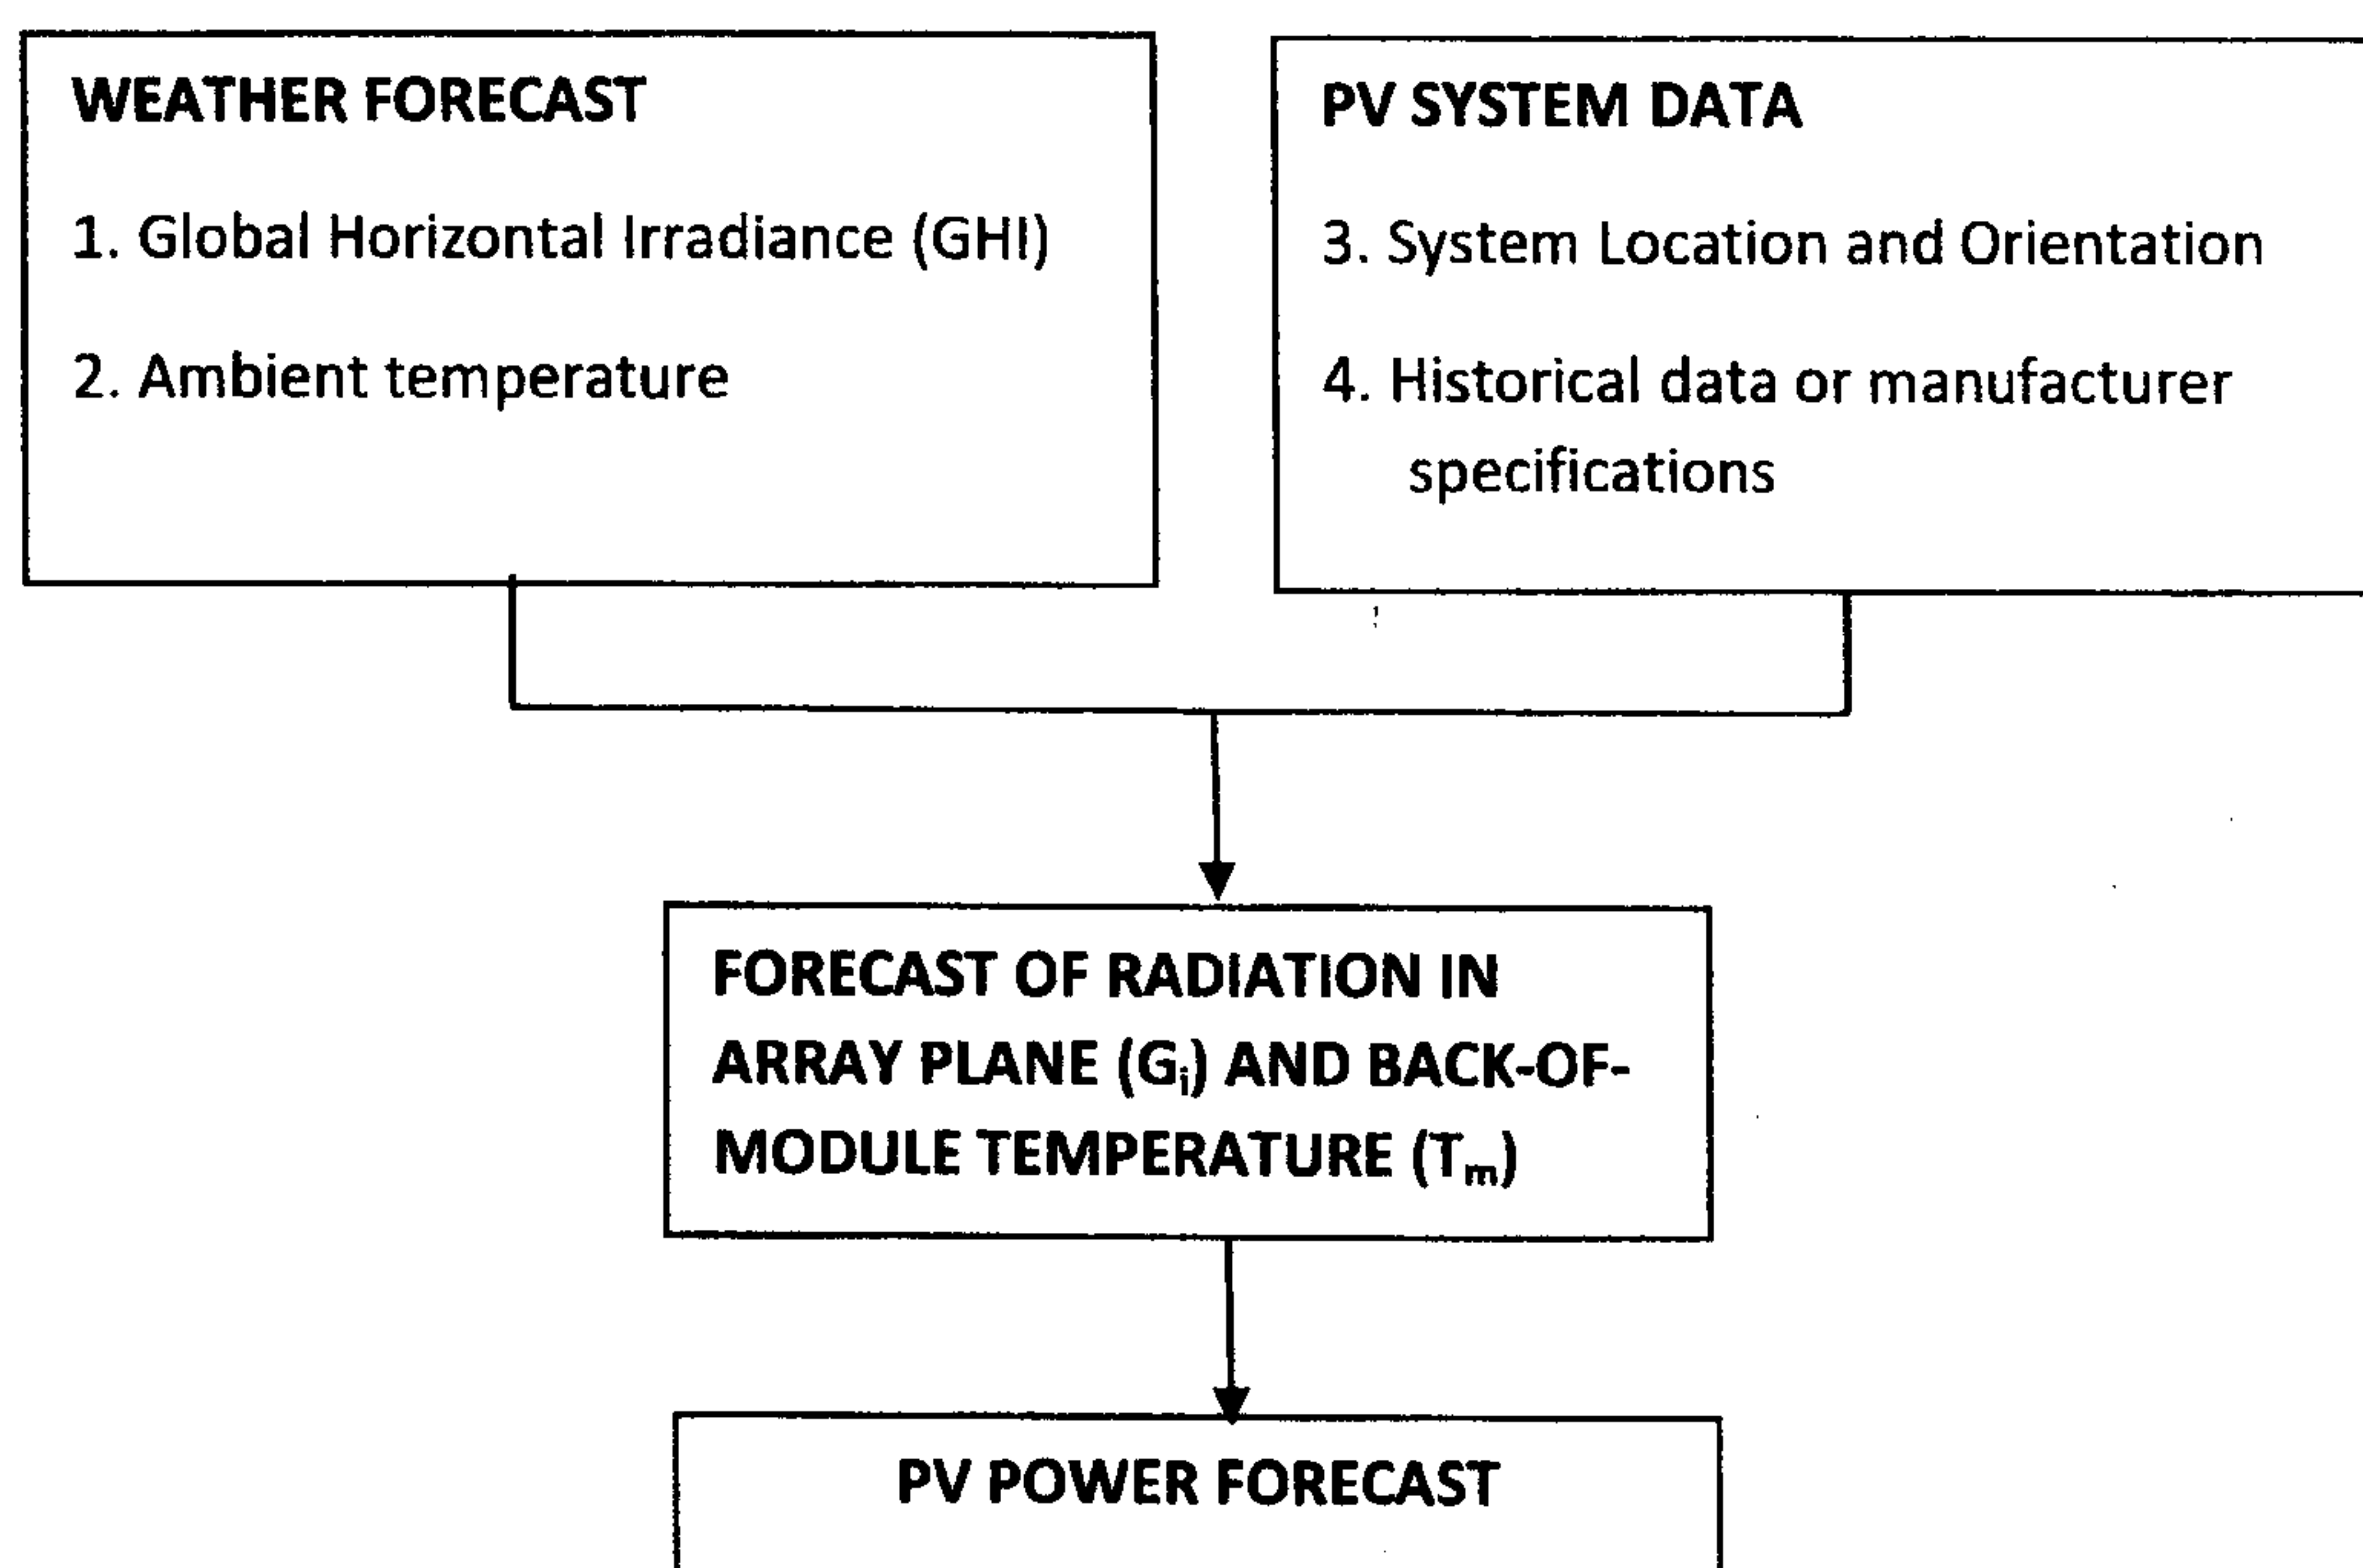 WEATHER FORECAST
1. Global Horizontal Irradiance (GHI)
2. Ambient temperature
PV SYSTEM DATA
3. System Location and Orientation
4. Historical data or manufacturer
specifications
FORECAST OF RADIATION IN
ARRAY PLANE (Gᵢ) AND BACK-OF-
MODULE TEMPERATURE (Tₘ)
PV POWER FORECAST